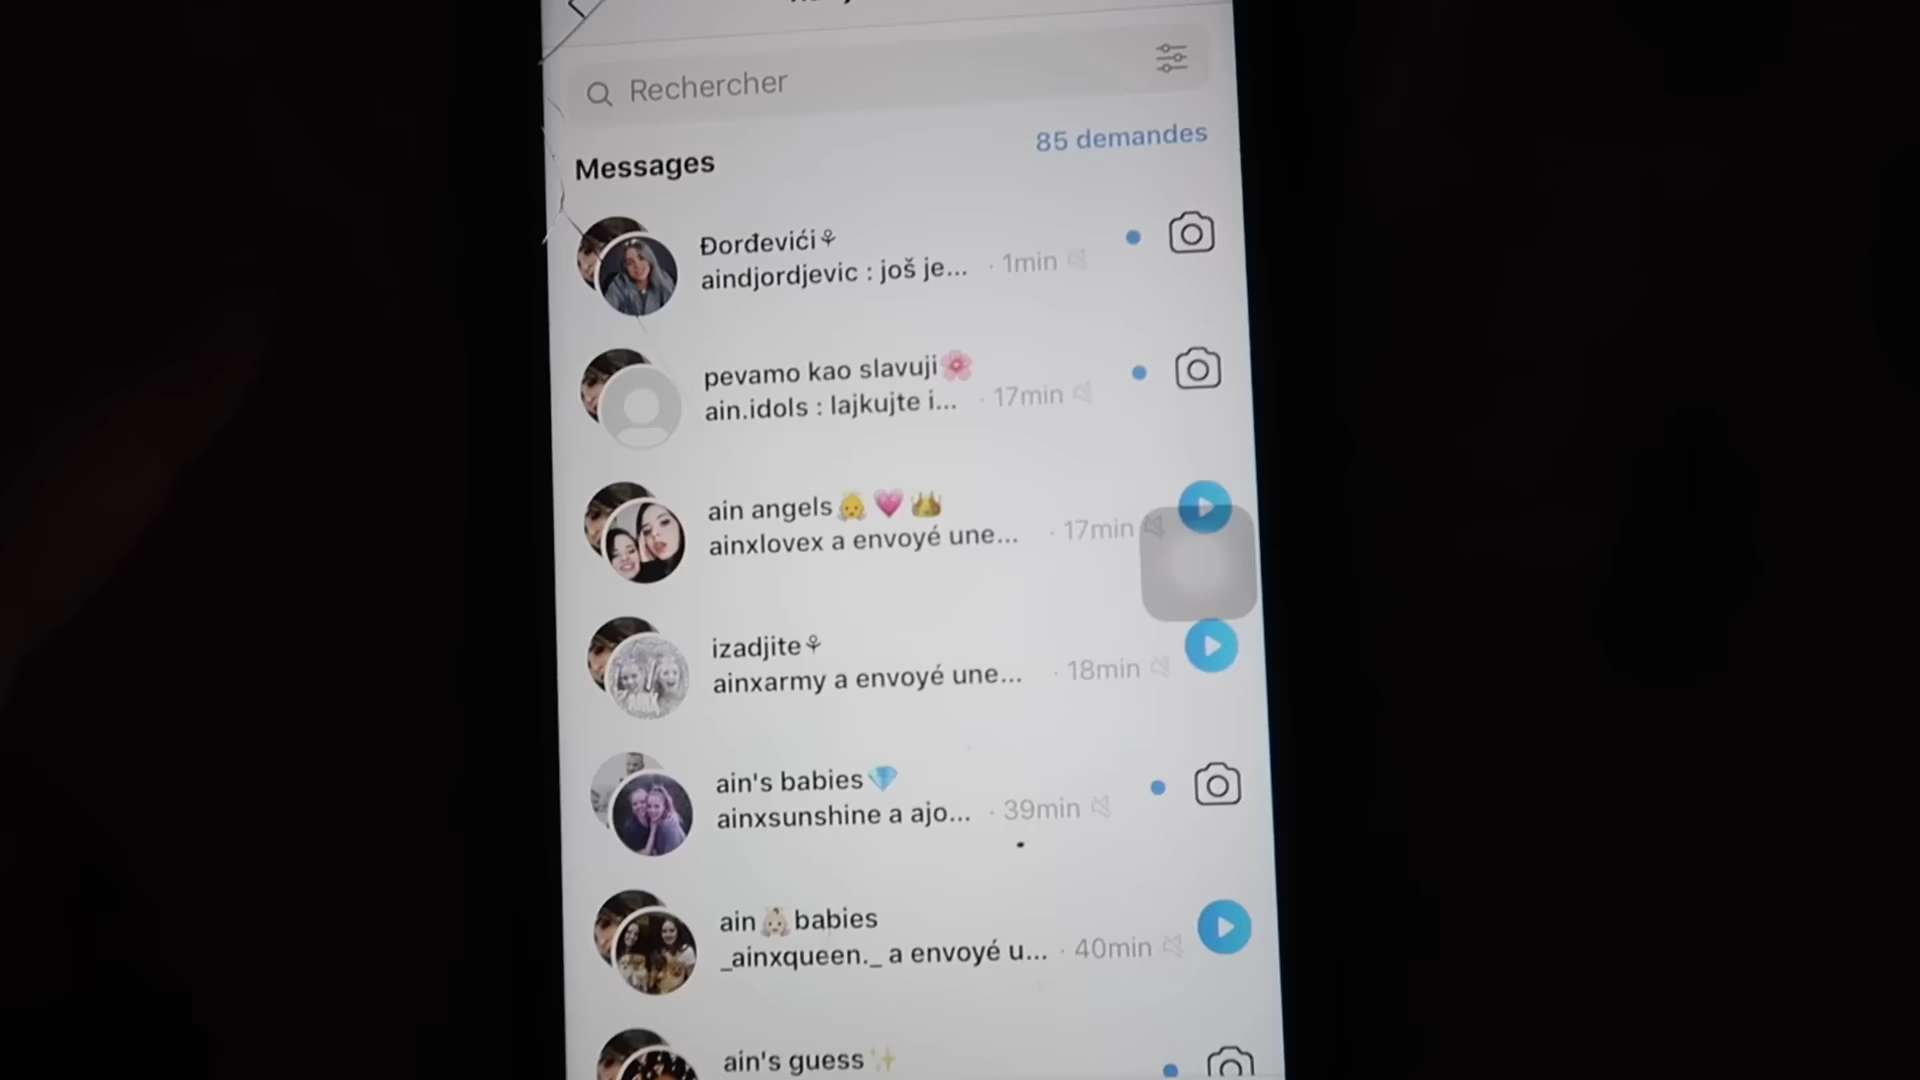 Rechercher
85 demandes
Messages
Đorđevići⚘
aindjordjevic : još je... · 1min
pevamo kao slavuji🌸
ain.idols : lajkujte i... · 17min
ain angels👼💗👑
ainxlovex a envoyé une... · 17min
izadjite⚘
ainxarmy a envoyé une... · 18min
ain's babies💎
ainxsunshine a ajo... · 39min
ain👼🏻babies
_ainxqueen._ a envoyé u... · 40min
ain's guess✨